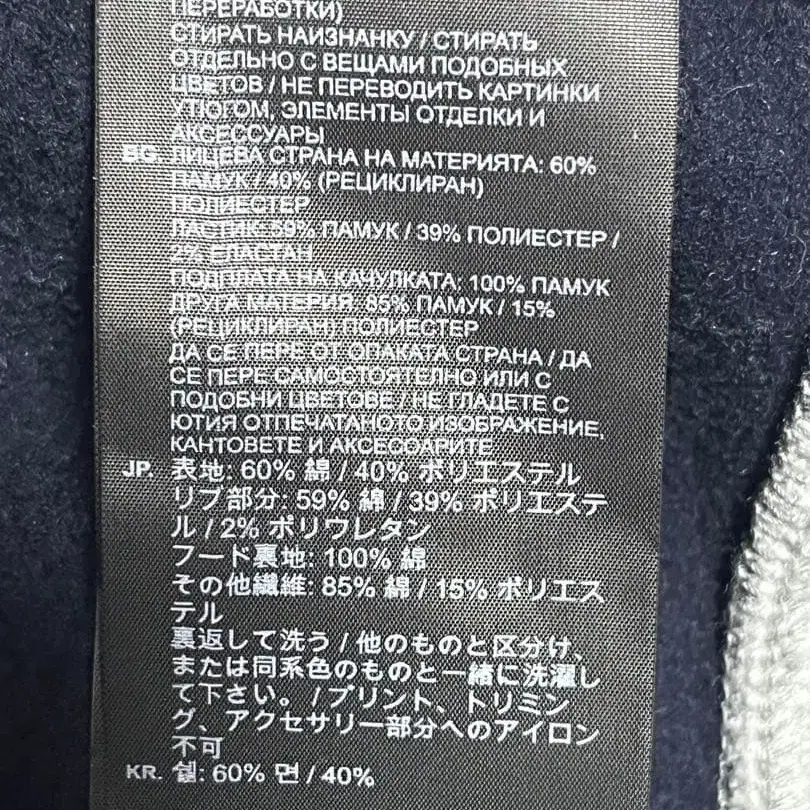 ПЕРЕРАБОТКИ)
СТИРАТЬ НАИЗНАНКУ / СТИРАТЬ
ОТДЕЛЬНО С ВЕЩАМИ ПОДОБНЫХ
ЦВЕТОВ / НЕ ПЕРЕВОДИТЬ КАРТИНКИ
УТЮГОМ, ЭЛЕМЕНТЫ ОТДЕЛКИ И
АКСЕССУАРЫ
BG. ЛИЦЕВА СТРАНА НА МАТЕРИЯТА: 60%
ПАМУК / 40% (РЕЦИКЛИРАН)
ПОЛИЕСТЕР
ЛАСТИК: 59% ПАМУК / 39% ПОЛИЕСТЕР /
2% ЕЛАСТАН
ПОДПЛАТА НА КАЧУЛКАТА: 100% ПАМУК
ДРУГА МАТЕРИЯ: 85% ПАМУК / 15%
(РЕЦИКЛИРАН) ПОЛИЕСТЕР
ДА СЕ ПЕРЕ ОТ ОПАКАТА СТРАНА / ДА
СЕ ПЕРЕ САМОСТОЯТЕЛНО ИЛИ С
ПОДОБНИ ЦВЕТОВЕ / НЕ ГЛАДЕТЕ С
ЮТИЯ ОТПЕЧАТАНОТО ИЗОБРАЖЕНИЕ,
КАНТОВЕТЕ И АКСЕСОАРИТЕ
JP. 表地: 60% 綿 / 40% ポリエステル
リブ部分: 59% 綿 / 39% ポリエステ
ル / 2% ポリウレタン
フード裏地: 100% 綿
その他繊維: 85% 綿 / 15% ポリエス
テル
裏返して洗う / 他のものと区分け、
または同系色のものと一緒に洗濯し
て下さい。 / プリント、トリミン
グ、アクセサリー部分へのアイロン
不可
KR. 쉘: 60% 면 / 40%